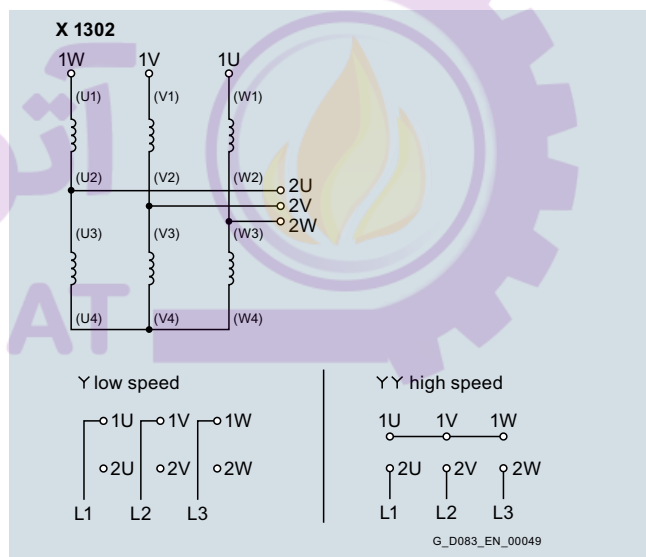 X 1302
1W 1V 1U
(U1) (V1) (W1)
(U2) (V2) (W2) 2U
2V
2W
(U3) (V3) (W3)
(U4) (V4) (W4)
AT
Y low speed
1U 1V 1W
2U 2V 2W
L1 L2 L3
Y Y high speed
1U 1V 1W
2U 2V 2W
L1 L2 L3
G_D083_EN_00049